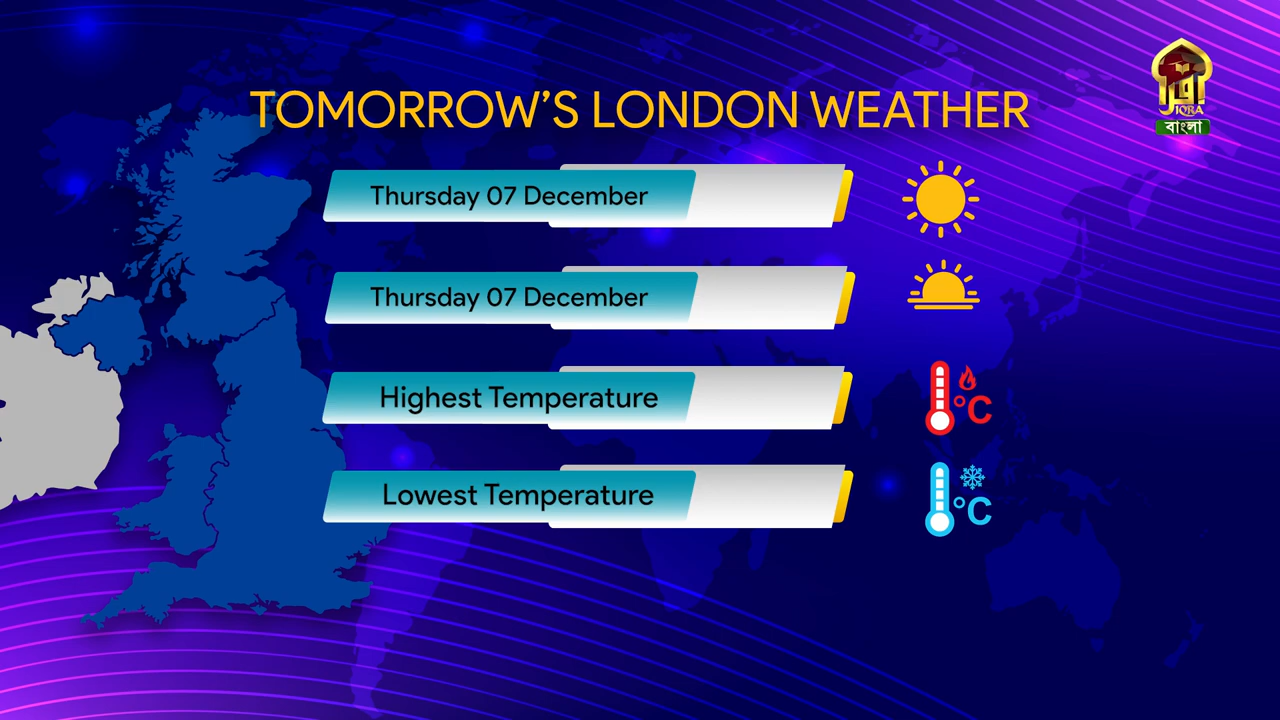 TOMORROW’S LONDON WEATHER
IQRA
বাংলা
Thursday 07 December
Thursday 07 December
Highest Temperature
°C
Lowest Temperature
°C